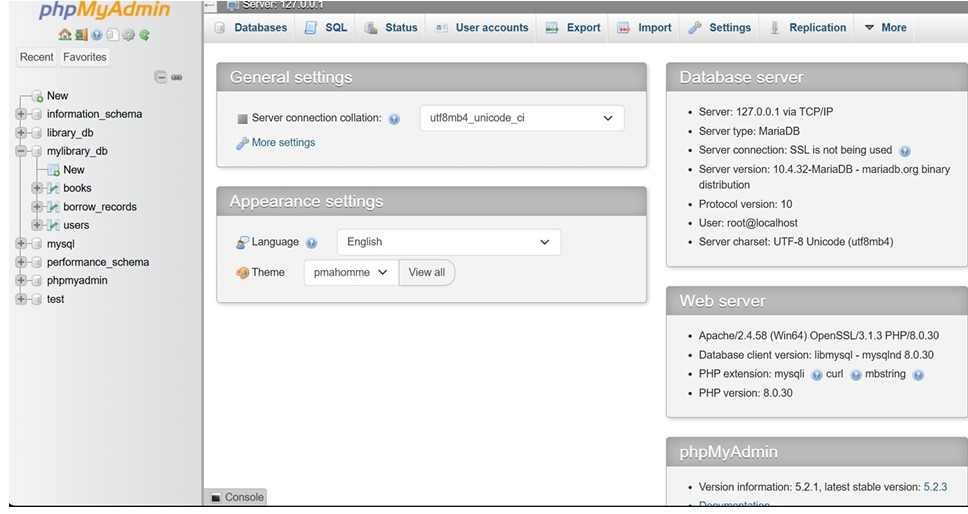 phpMyAdmin
Recent Favorites
New
information_schema
library_db
mylibrary_db
New
books
borrow_records
users
mysql
performance_schema
phpmyadmin
test
Server: 127.0.0.1
Databases SQL Status User accounts Export Import Settings Replication More
General settings
Server connection collation: utf8mb4_unicode_ci
More settings
Appearance settings
Language English
Theme pmahomme View all
Database server
Server: 127.0.0.1 via TCP/IP
Server type: MariaDB
Server connection: SSL is not being used
Server version: 10.4.32-MariaDB - mariadb.org binary
distribution
Protocol version: 10
User: root@localhost
Server charset: UTF-8 Unicode (utf8mb4)
Web server
Apache/2.4.58 (Win64) OpenSSL/3.1.3 PHP/8.0.30
Database client version: libmysql - mysqlnd 8.0.30
PHP extension: mysqli curl mbstring
PHP version: 8.0.30
phpMyAdmin
Version information: 5.2.1, latest stable version: 5.2.3
Documentation
Console